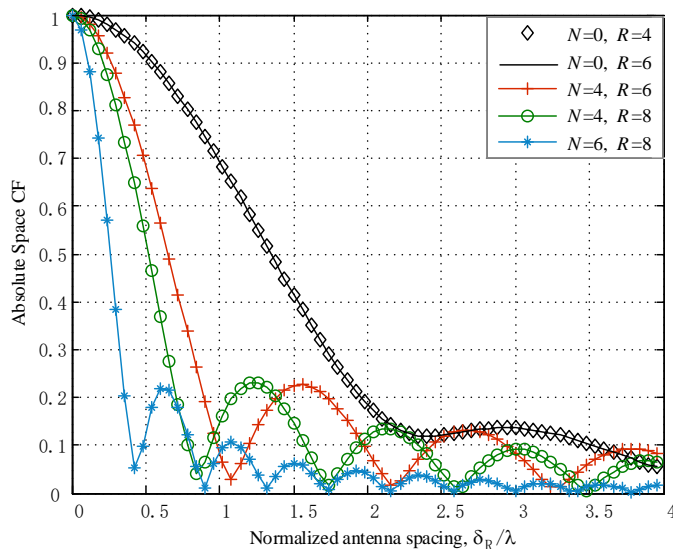 1
0.9
0.8
0.7
0.6
0.5
0.4
0.3
0.2
0.1
0
Absolute Space CF
N=0, R=4
N=0, R=6
N=4, R=6
N=4, R=8
N=6, R=8
0 0.5 1 1.5 2 2.5 3 3.5 4
Normalized antenna spacing, δ_R/λ